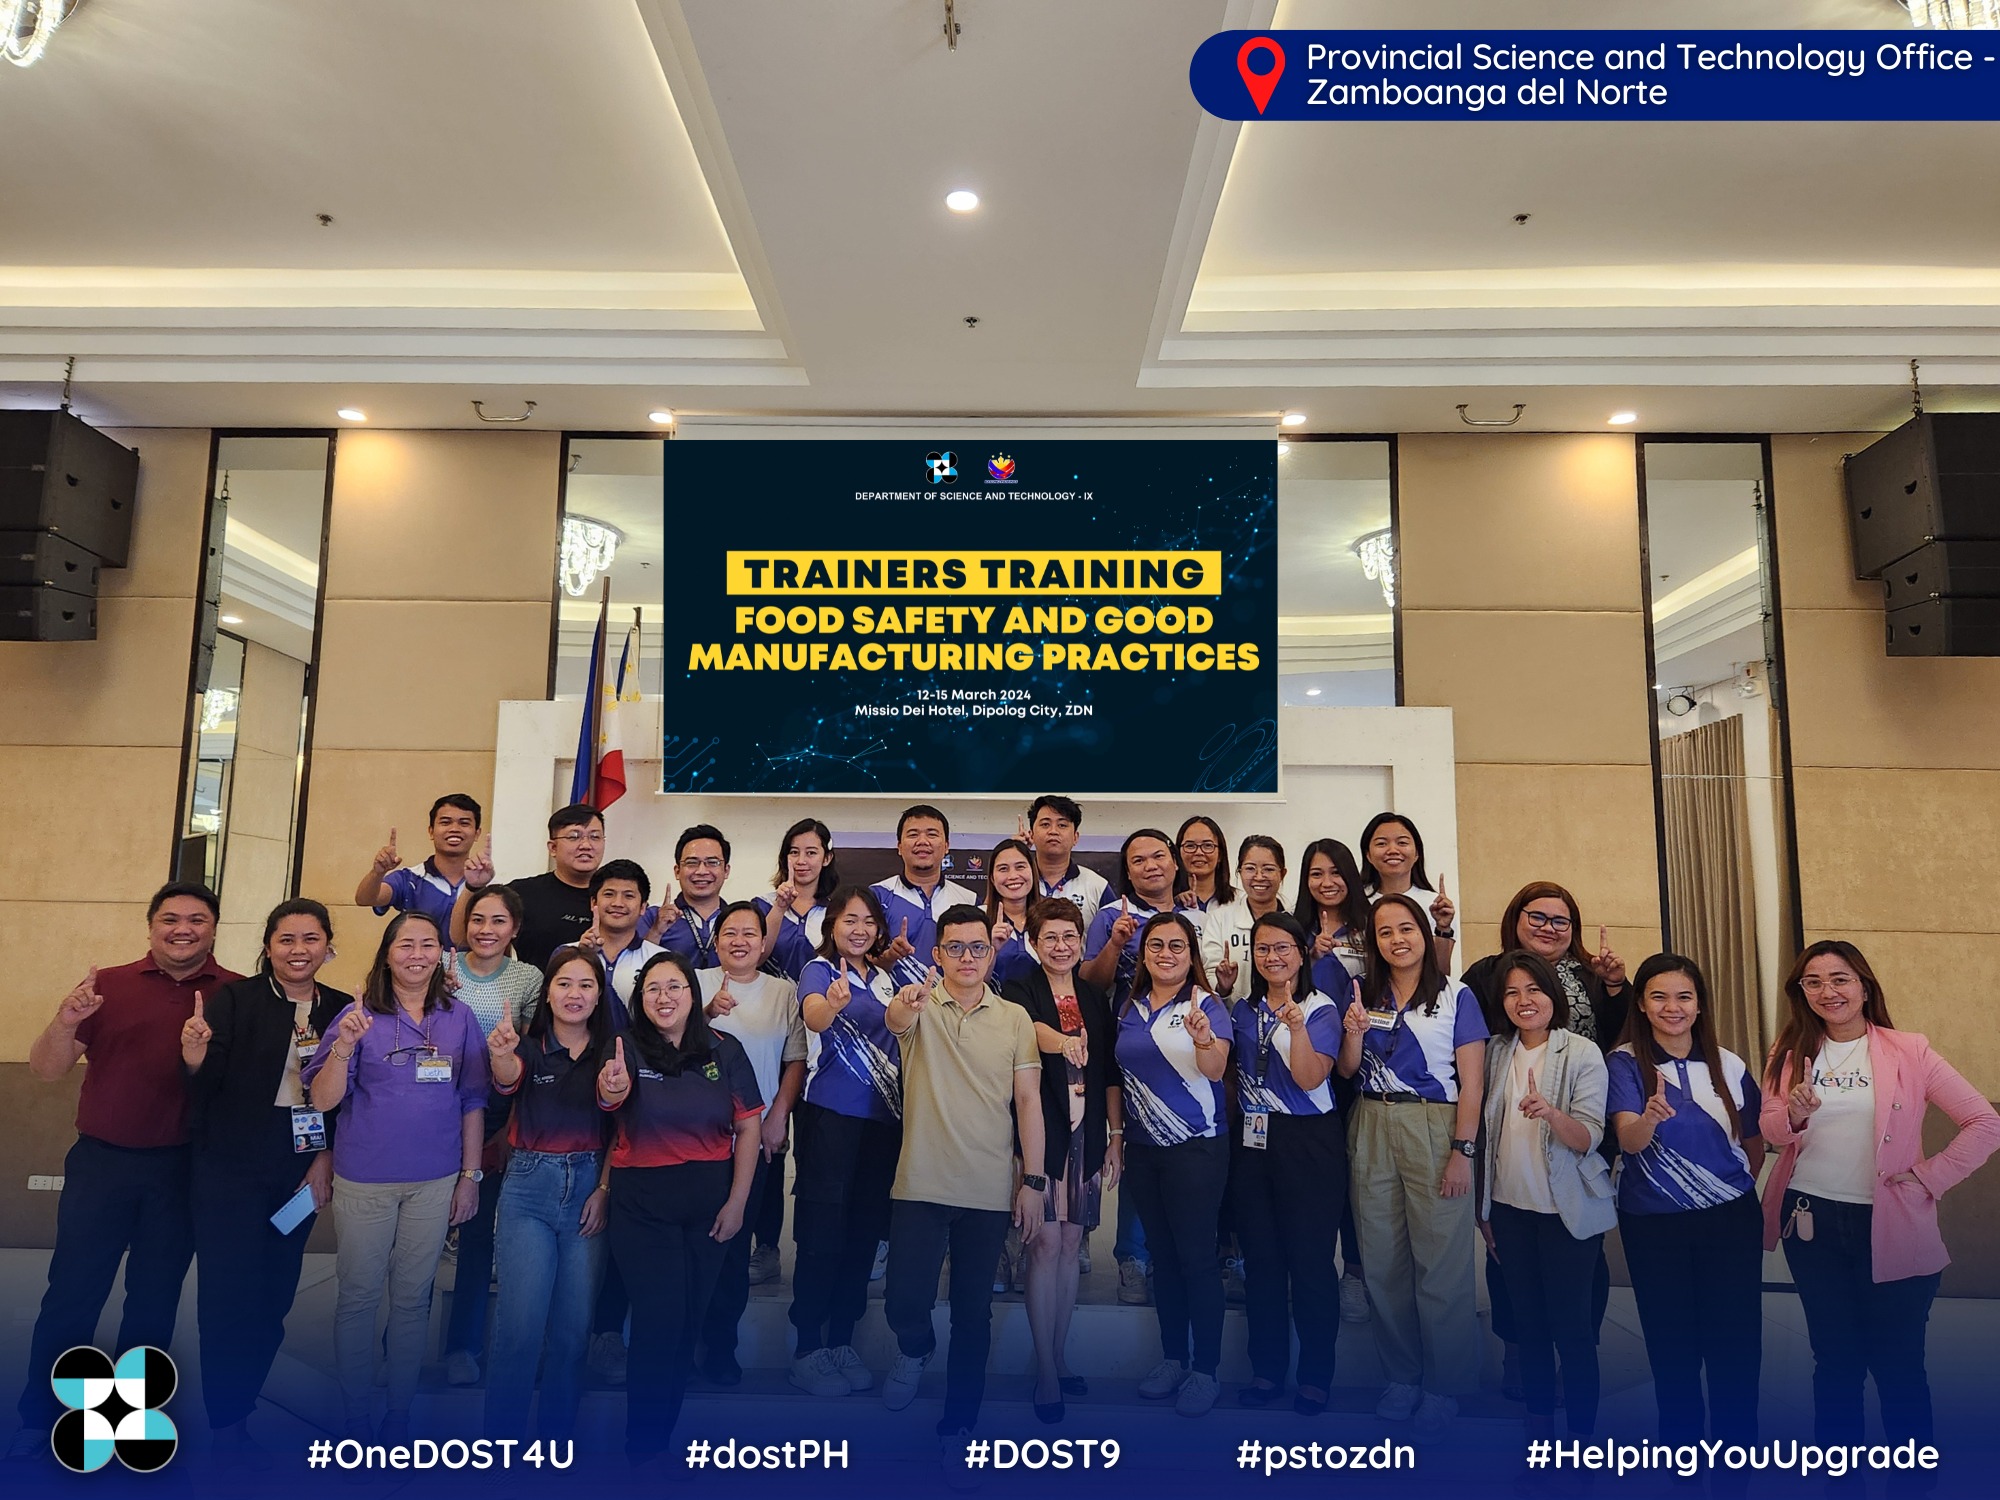 Provincial Science and Technology Office -
Zamboanga del Norte
DEPARTMENT OF SCIENCE AND TECHNOLOGY - IX
TRAINERS TRAINING
FOOD SAFETY AND GOOD
MANUFACTURING PRACTICES
12-15 March 2024
Missio Dei Hotel, Dipolog City, ZDN
SCIENCE AND
levi's
#OneDOST4U
#dostPH
#DOST9
#pstozdn
#HelpingYouUpgrade